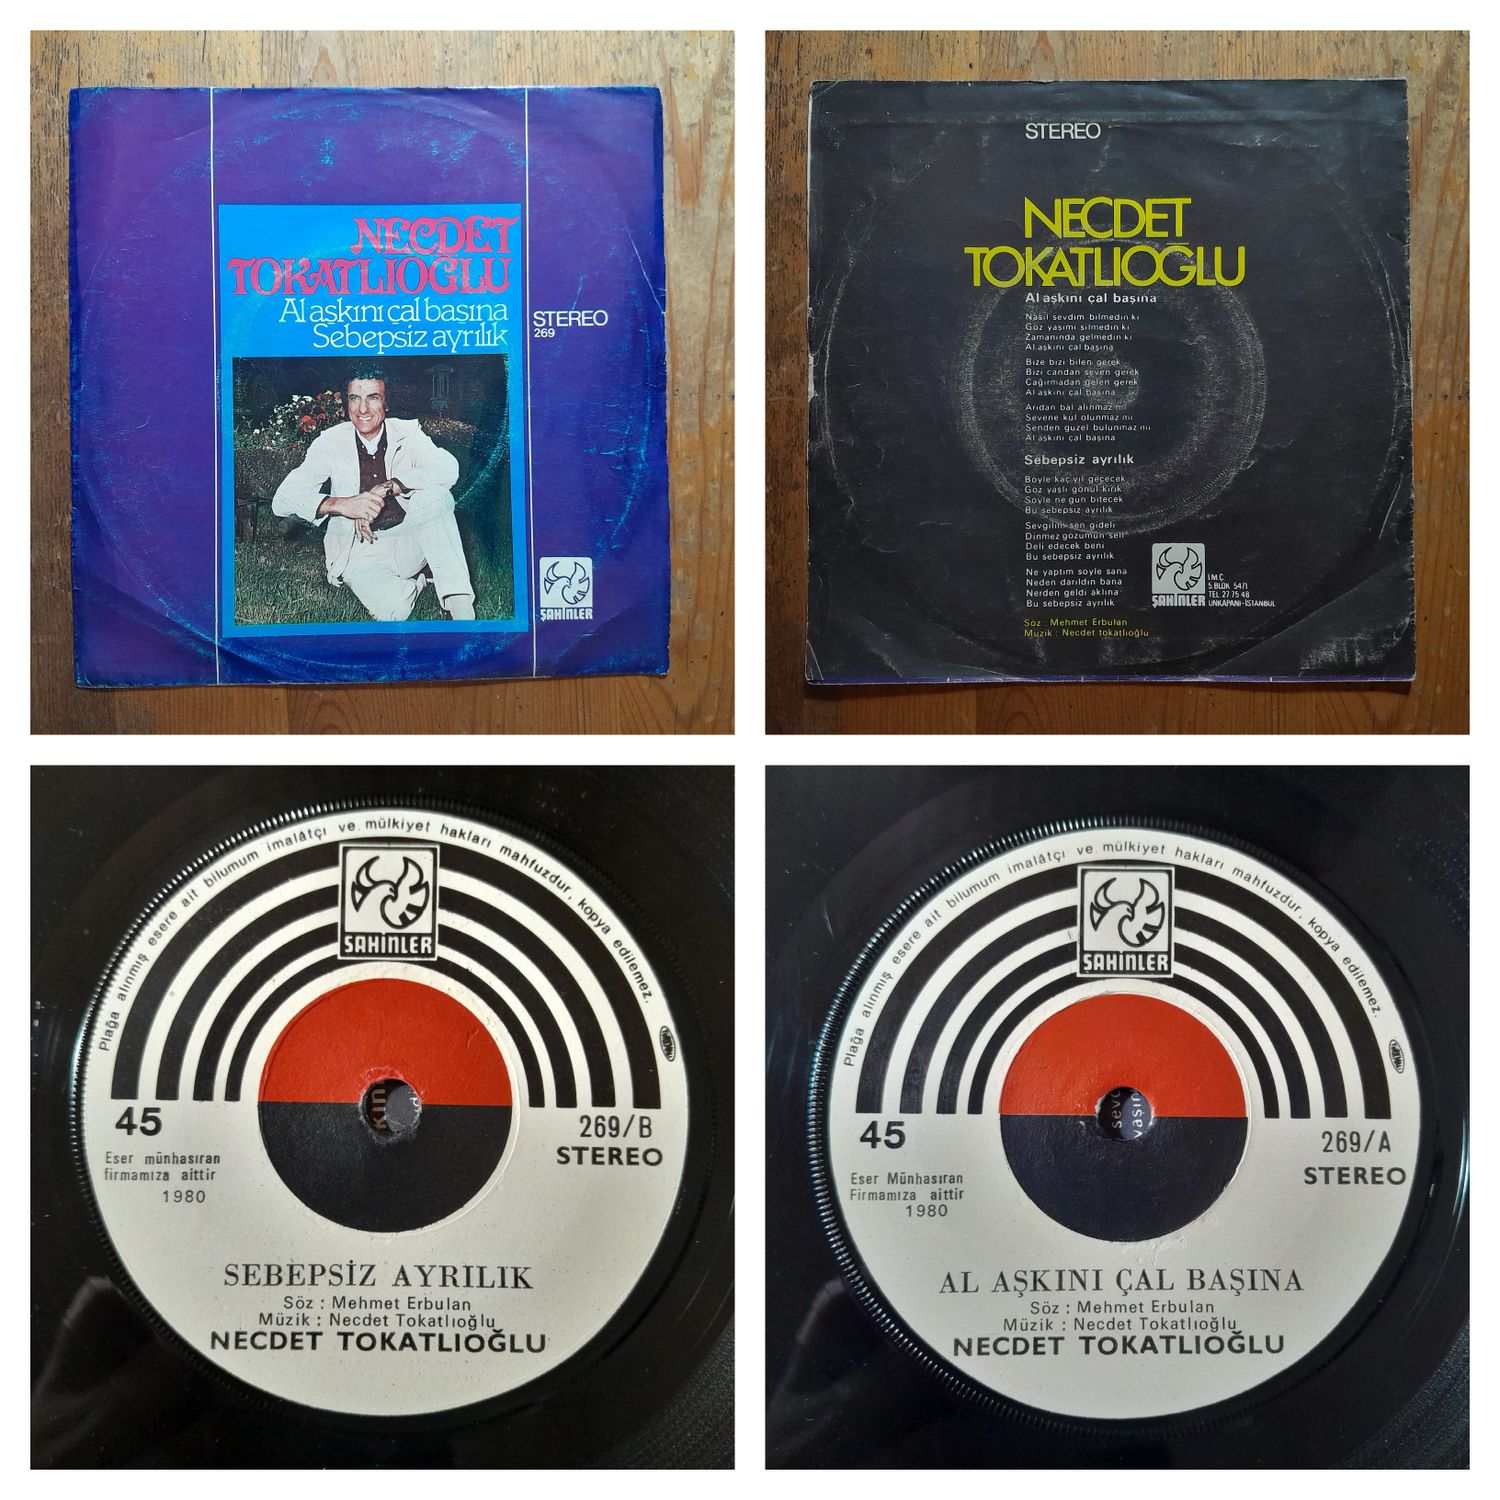 NECDET
TOKATLIOĞLU
Al aşkını çal başına
Sebepsiz ayrılık
STEREO
269
ŞAHİNLER
STEREO
NECDET
TOKATLIOĞLU
Al aşkını çal başına
Nasıl sevdim bilmedin ki
Göz yaşımı silmedin ki
Zamanında gelmedin ki
Al aşkını çal başına
Bize bizi bilen gerek
Bizi candan seven gerek
Çağırmadan gelen gerek
Al aşkını çal başına
Arıdan bal alınmaz mı
Sevene kul olunmaz mı
Senden güzel bulunmaz mı
Al aşkını çal başına
Sebepsiz ayrılık
Böyle kaç yıl geçecek
Göz yaşlı gönül kırık
Söyle ne gün bitecek
Bu sebepsiz ayrılık
Sevgilim sen gideli
Dinmez gözümün seli
Deli edecek beni
Bu sebepsiz ayrılık
Ne yaptım söyle sana
Neden darıldın bana
Nerden geldi aklına
Bu sebepsiz ayrılık
Söz : Mehmet Erbulan
Müzik : Necdet tokatlıoğlu
ŞAHİNLER
İ.M.Ç.
5.BLOK 5471
TEL. 27 75 48
UNKAPANI-İSTANBUL
Plağa alınmış esere ait bilumum imalâtçı ve mülkiyet hakları mahfuzdur, kopya edilemez.
ŞAHİNLER
45
269/B
STEREO
Eser münhasıran
firmamıza aittir
1980
SEBEPSİZ AYRILIK
Söz : Mehmet Erbulan
Müzik : Necdet Tokatlıoğlu
NECDET TOKATLIOĞLU
Plağa alınmış esere ait bilumum imalâtçı ve mülkiyet hakları mahfuzdur, kopya edilemez.
ŞAHİNLER
45
269/A
STEREO
Eser Münhasıran
Firmamıza aittir
1980
AL AŞKINI ÇAL BAŞINA
Söz : Mehmet Erbulan
Müzik : Necdet Tokatlıoğlu
NECDET TOKATLIOĞLU